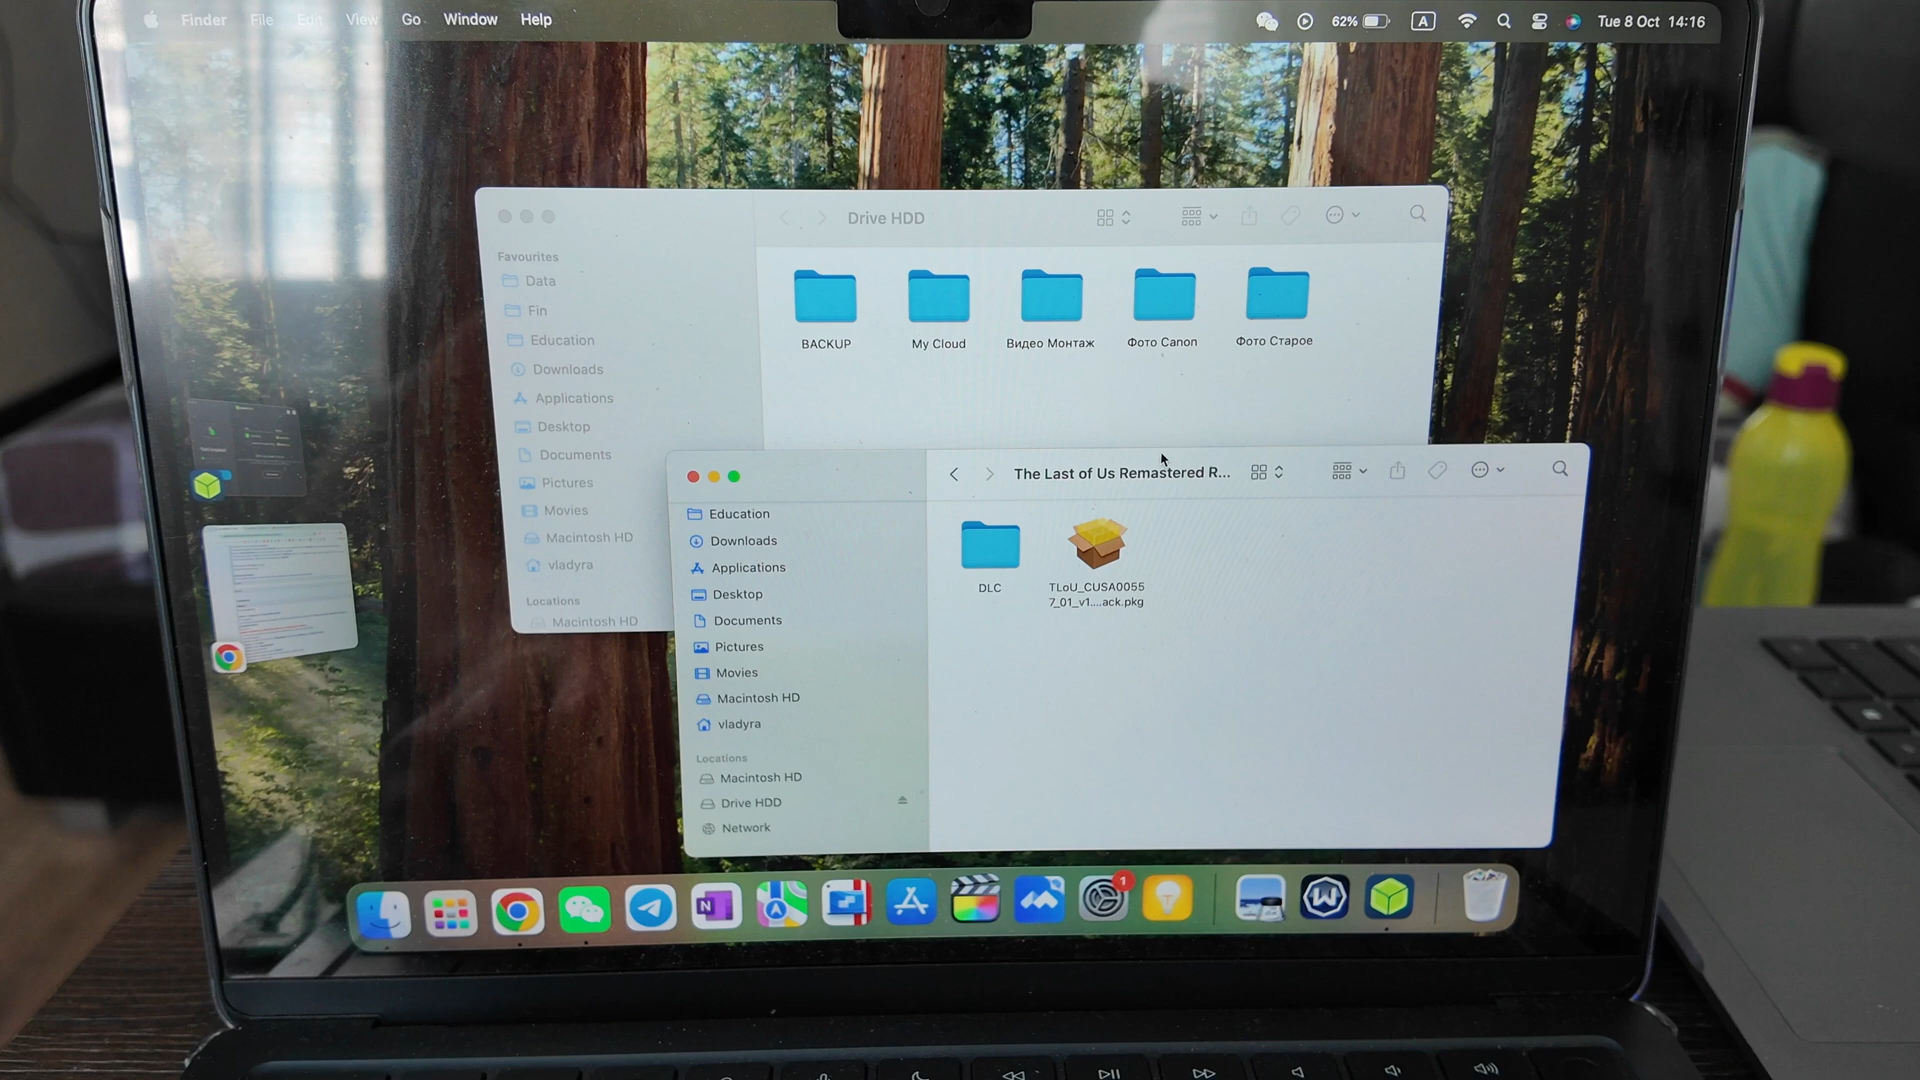 Finder File Edit View Go Window Help
62% A Tue 8 Oct 14:16
Drive HDD
Favourites
Data
Fin
Education
Downloads
Applications
Desktop
Documents
Pictures
Movies
Macintosh HD
vladyra
Locations
Macintosh HD
BACKUP
My Cloud
Видео Монтаж
Фото Canon
Фото Старое
The Last of Us Remastered R...
Education
Downloads
Applications
Desktop
Documents
Pictures
Movies
Macintosh HD
vladyra
Locations
Macintosh HD
Drive HDD
Network
DLC
TLoU_CUSA0055
7_01_v1....ack.pkg
N
1
W